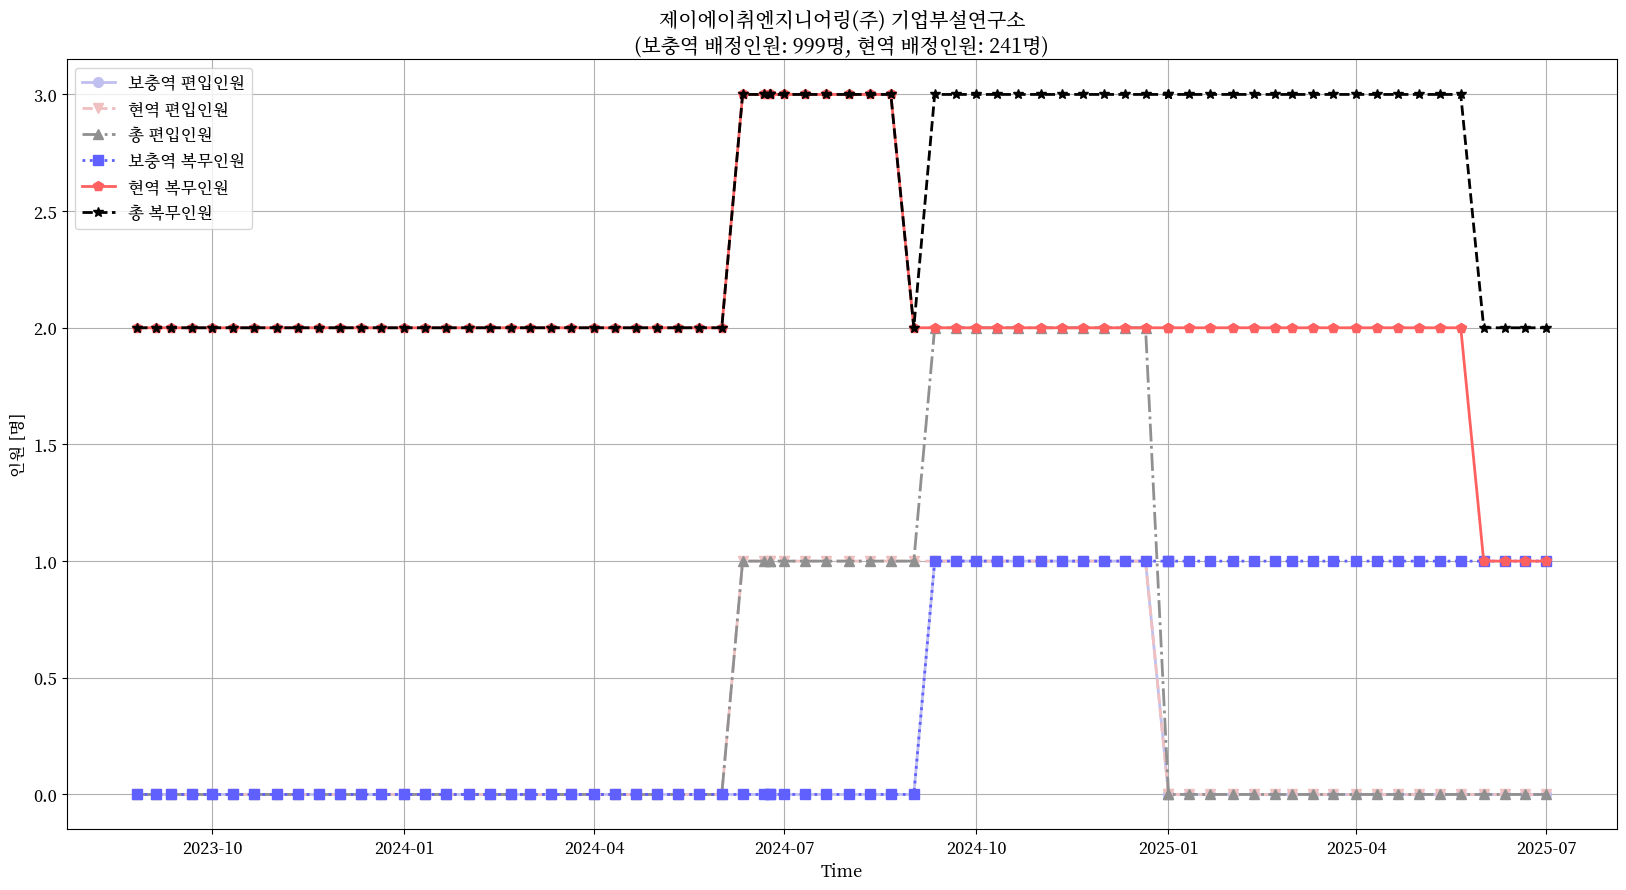 제이에이취엔지니어링(주) 기업부설연구소
(보충역 배정인원: 999명, 현역 배정인원: 241명)
보충역 편입인원
현역 편입인원
총 편입인원
보충역 복무인원
현역 복무인원
총 복무인원
3.0
2.5
2.0
1.5
1.0
0.5
0.0
인원 [명]
2023-10
2024-01
2024-04
2024-07
2024-10
2025-01
2025-04
2025-07
Time